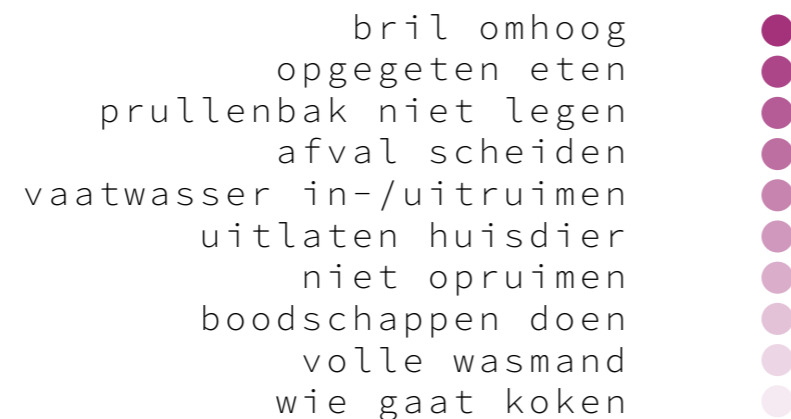 bril omhoog
opgegeten eten
prullenbak niet legen
afval scheiden
vaatwasser in-/uitruimen
uitlaten huisdier
niet opruimen
boodschappen doen
volle wasmand
wie gaat koken